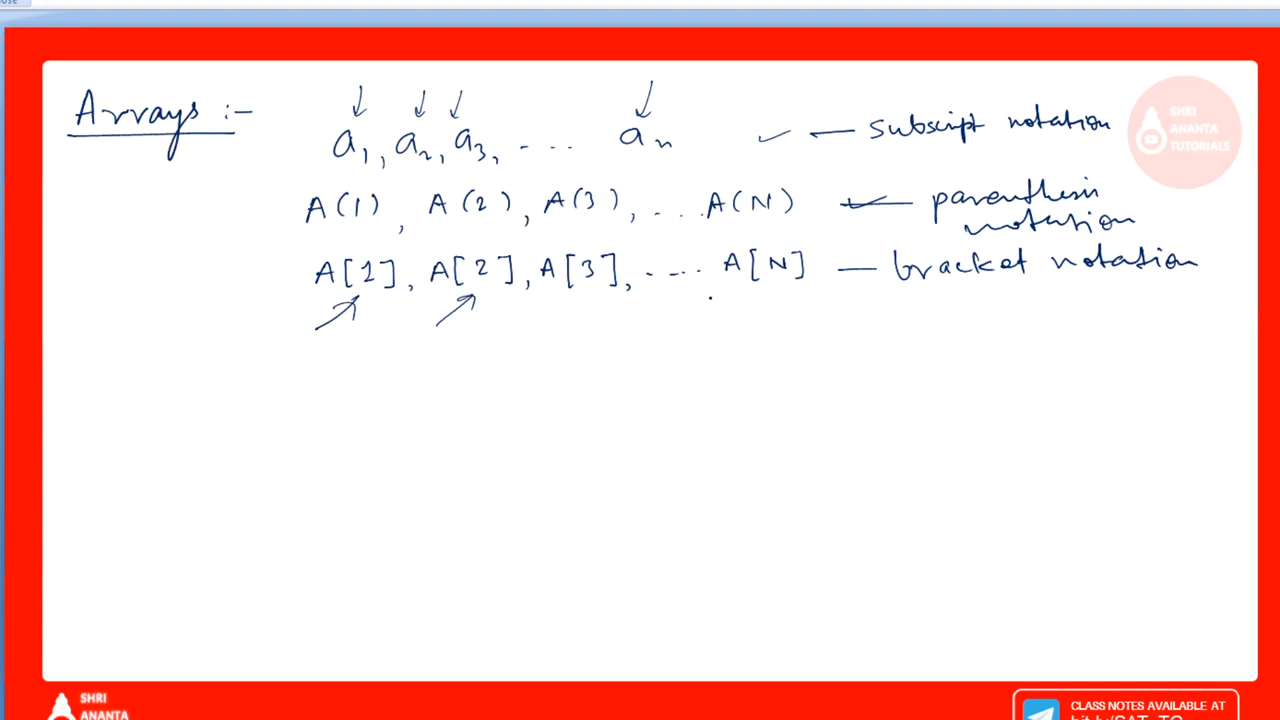 ose
Arrays :-
a₁, a₂, a₃, .... aₙ ✓ — subscript notation
SHRI
ANANTA
TUTORIALS
A(1), A(2), A(3), ... A(N) — parenthesis
notation
A[1], A[2], A[3], ..... A[N] — bracket notation
SHRI
ANANTA
CLASS NOTES AVAILABLE AT